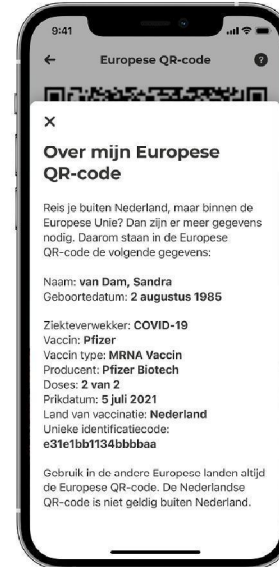 9:41
Europese QR-code
?
Over mijn Europese
QR-code
Reis je buiten Nederland, maar binnen de
Europese Unie? Dan zijn er meer gegevens
nodig. Daarom staan in de Europese
QR-code de volgende gegevens:
Naam: van Dam, Sandra
Geboortedatum: 2 augustus 1985
Ziekteverwekker: COVID-19
Vaccin: Pfizer
Vaccin type: MRNA Vaccin
Producent: Pfizer Biotech
Doses: 2 van 2
Prikdatum: 5 juli 2021
Land van vaccinatie: Nederland
Unieke identificatiecode:
e31e1bb1134bbbbaa
Gebruik in de andere Europese landen altijd
de Europese QR-code. De Nederlandse
QR-code is niet geldig buiten Nederland.